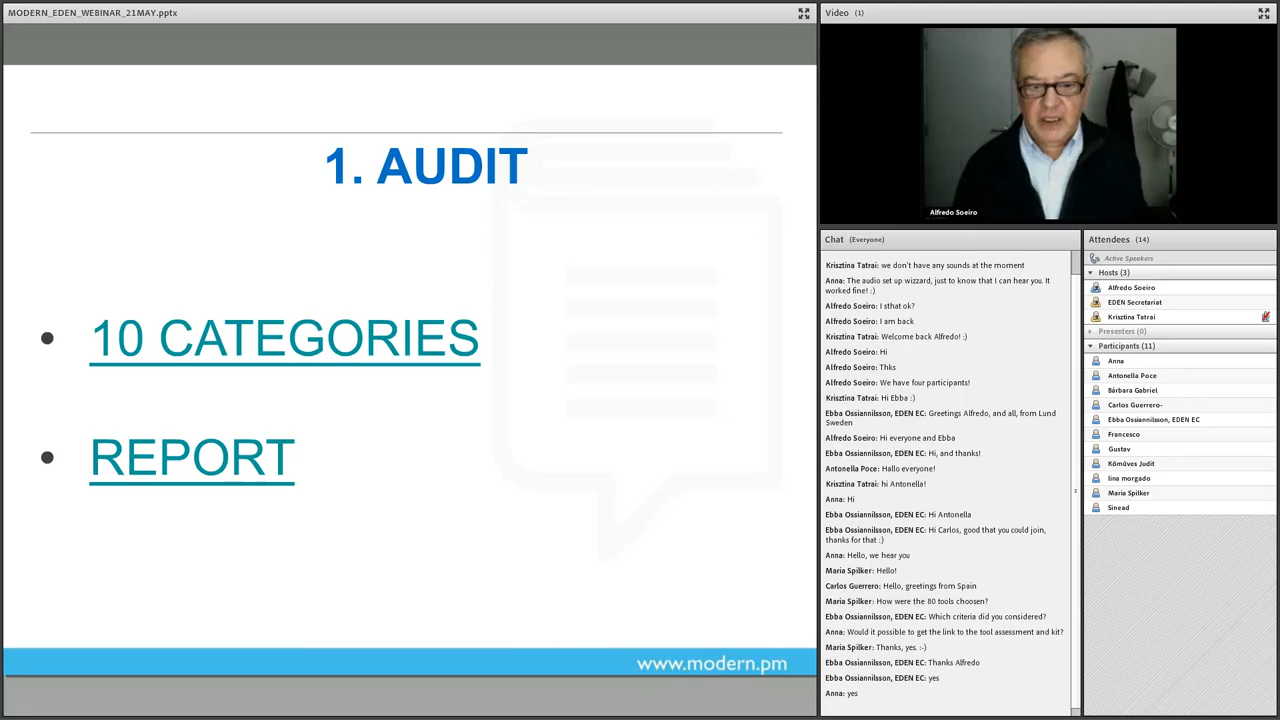 MODERN_EDEN_WEBINAR_21MAY.pptx
1. AUDIT
10 CATEGORIES
REPORT
www.modern.pm
Video (1)
Alfredo Soeiro
Chat (Everyone)
Krisztina Tatrai: we don't have any sounds at the moment
Anna: The audio set up wizzard, just to know that I can hear you. It
worked fine! :)
Alfredo Soeiro: I sthat ok?
Alfredo Soeiro: I am back
Krisztina Tatrai: Welcome back Alfredo! :)
Alfredo Soeiro: Hi
Alfredo Soeiro: Thks
Alfredo Soeiro: We have four participants!
Krisztina Tatrai: Hi Ebba :)
Ebba Ossiannilsson, EDEN EC: Greetings Alfredo, and all, from Lund
Sweden
Alfredo Soeiro: Hi everyone and Ebba
Ebba Ossiannilsson, EDEN EC: Hi, and thanks!
Antonella Poce: Hallo everyone!
Krisztina Tatrai: hi Antonella!
Anna: Hi
Ebba Ossiannilsson, EDEN EC: Hi Antonella
Ebba Ossiannilsson, EDEN EC: Hi Carlos, good that you could join,
thanks for that :)
Anna: Hello, we hear you
Maria Spilker: Hello!
Carlos Guerrero: Hello, greetings from Spain
Maria Spilker: How were the 80 tools choosen?
Ebba Ossiannilsson, EDEN EC: Which criteria did you considered?
Anna: Would it possible to get the link to the tool assessment and kit?
Maria Spilker: Thanks, yes. :-)
Ebba Ossiannilsson, EDEN EC: Thanks Alfredo
Ebba Ossiannilsson, EDEN EC: yes
Anna: yes
Attendees (14)
Active Speakers
Hosts (3)
Alfredo Soeiro
EDEN Secretariat
Krisztina Tatrai
Presenters (0)
Participants (11)
Anna
Antonella Poce
Bárbara Gabriel
Carlos Guerrero-
Ebba Ossiannilsson, EDEN EC
Francesco
Gustav
Kőműves Judit
lina morgado
Maria Spilker
Sinead